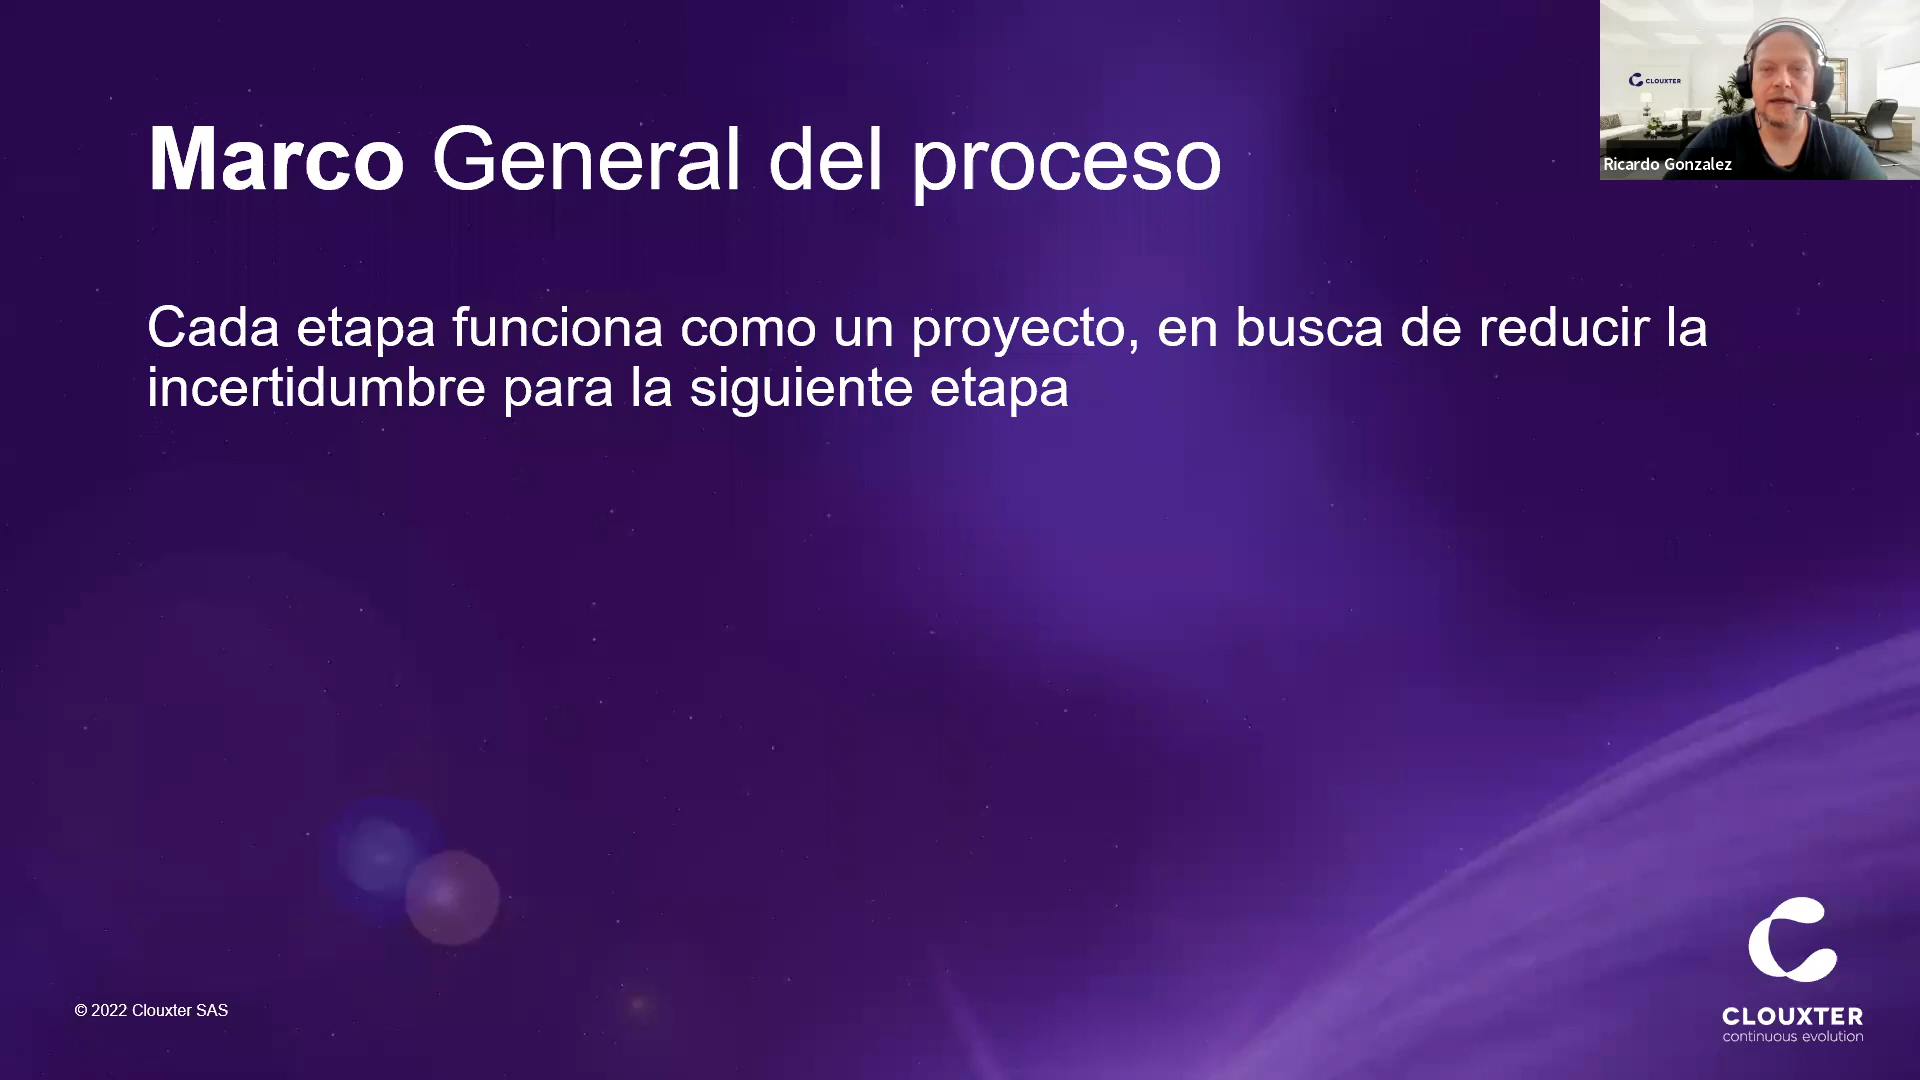 Marco General del proceso
CLOUXTER
Ricardo Gonzalez
Cada etapa funciona como un proyecto, en busca de reducir la
incertidumbre para la siguiente etapa
© 2022 Clouxter SAS
CLOUXTER
continuous evolution